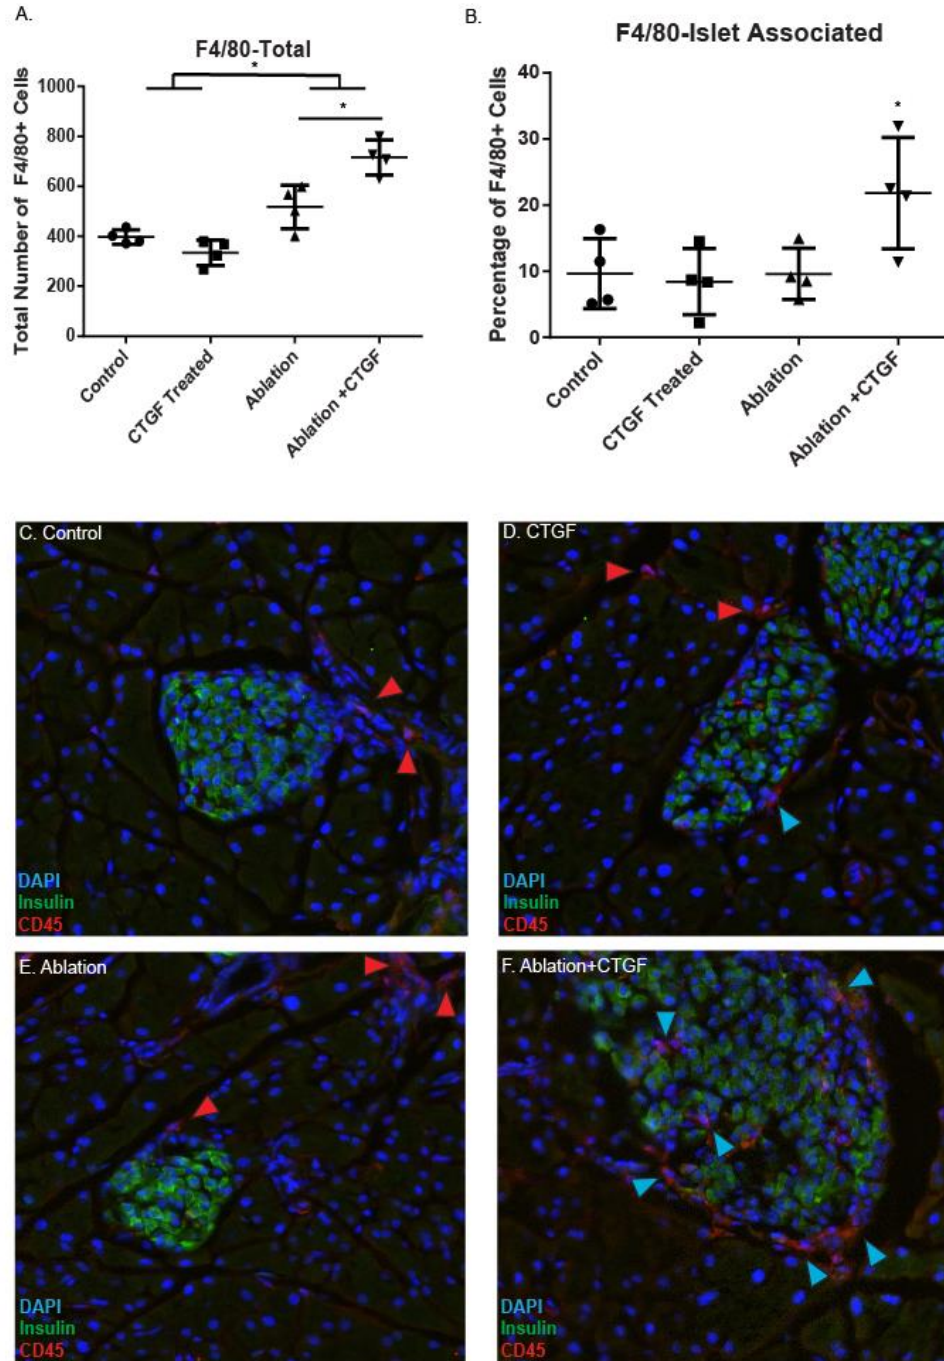 A.
F4/80-Total
*
*
Total Number of F4/80+ Cells
1000
800
600
400
200
0
Control
CTGF Treated
Ablation
Ablation +CTGF
B.
F4/80-Islet Associated
*
Percentage of F4/80+ Cells
40
30
20
10
0
Control
CTGF Treated
Ablation
Ablation +CTGF
C. Control
DAPI
Insulin
CD45
D. CTGF
DAPI
Insulin
CD45
E. Ablation
DAPI
Insulin
CD45
F. Ablation+CTGF
DAPI
Insulin
CD45